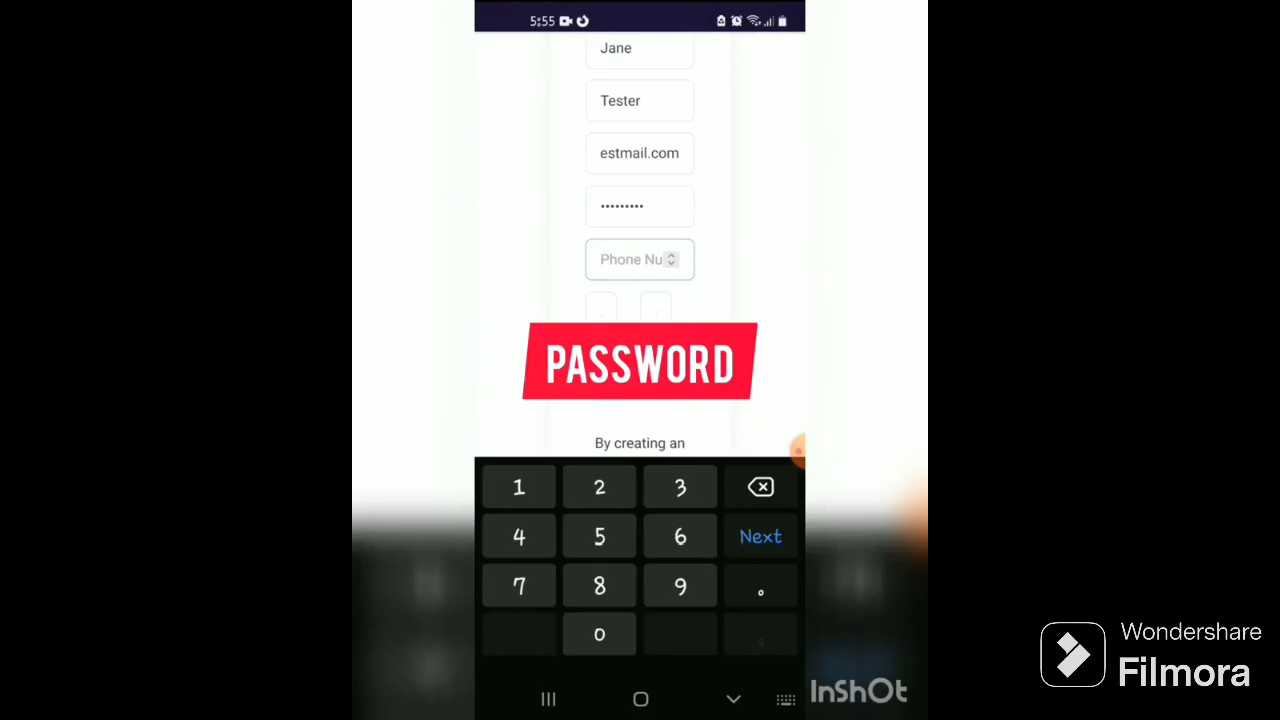 5:55
Jane
Tester
estmail.com
•••••••••
Phone Nu
PASSWORD
By creating an
1 2 3
4 5 6 Next
7 8 9 .
0
InShOt
Wondershare
Filmora